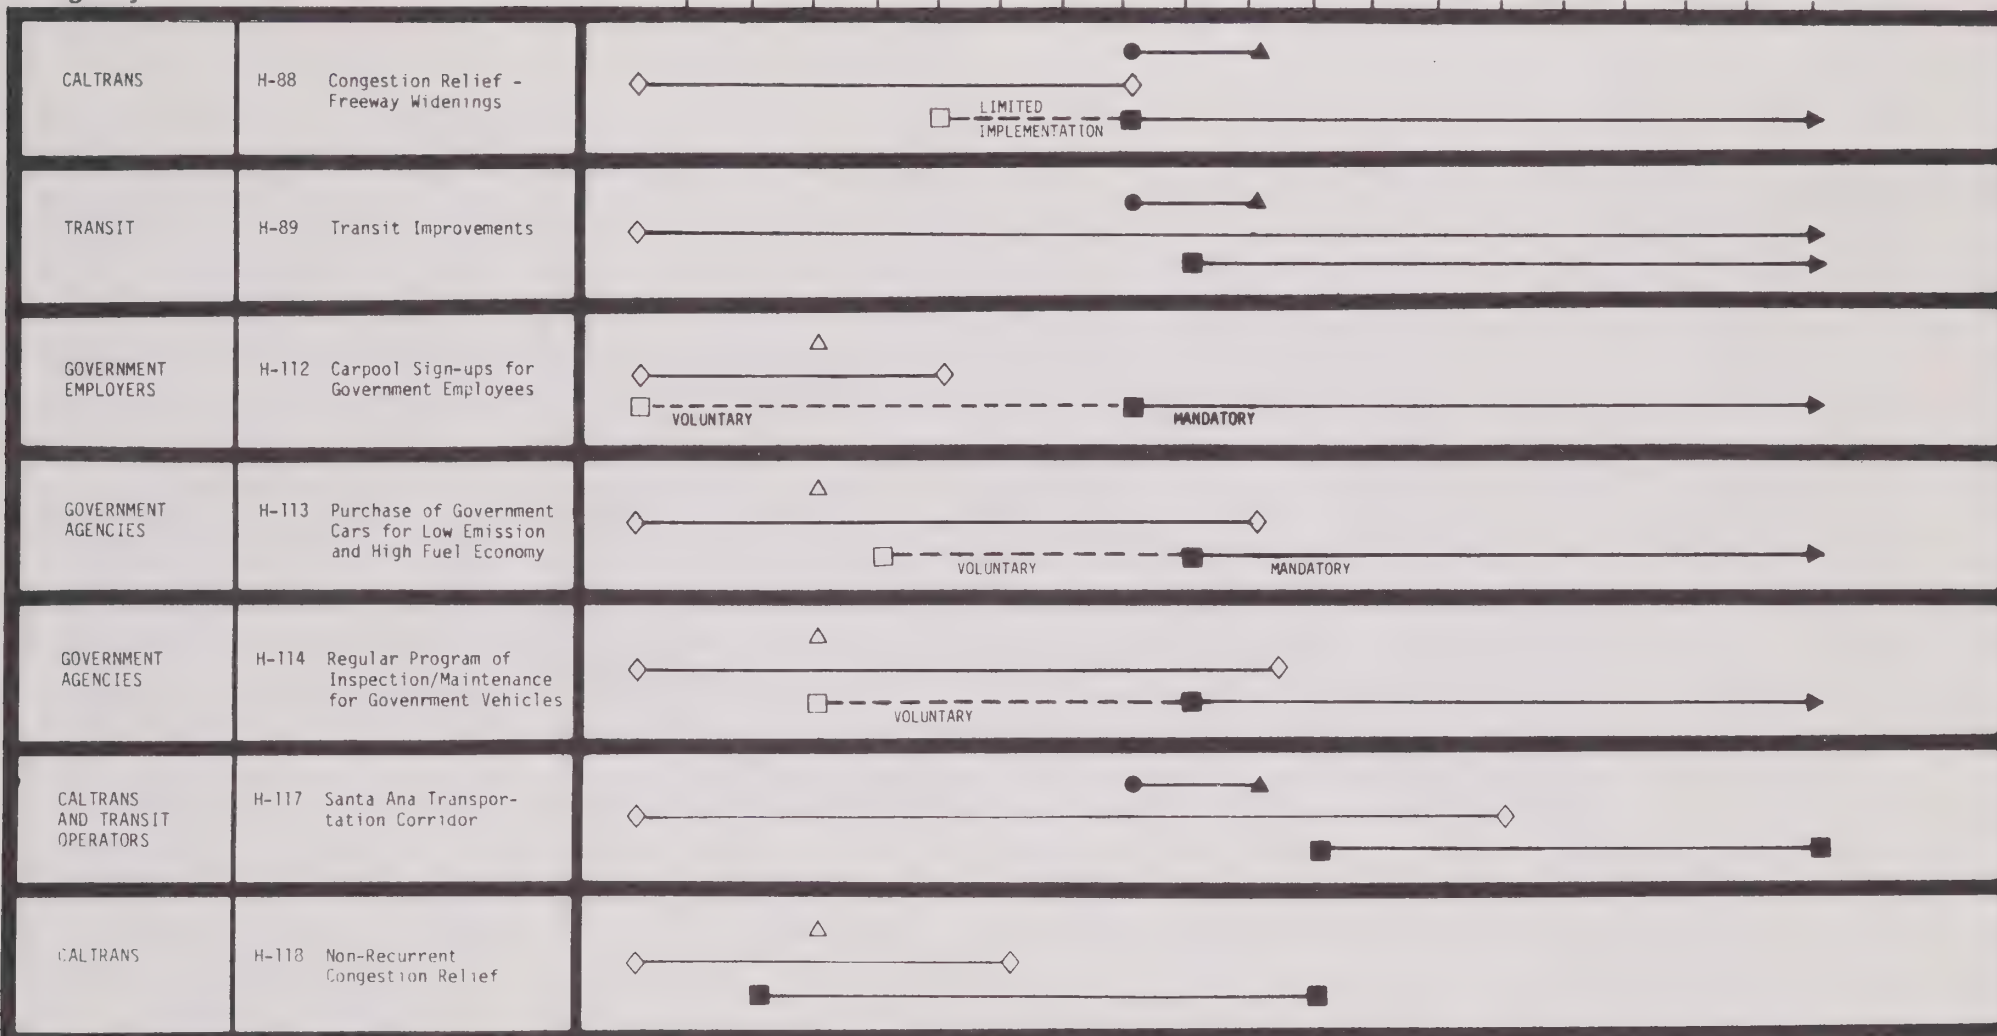 CALTRANS
H-88 Congestion Relief -
Freeway Widenings
LIMITED
IMPLEMENTATION
TRANSIT
H-89 Transit Improvements
GOVERNMENT
EMPLOYERS
H-112 Carpool Sign-ups for
Government Employees
VOLUNTARY
MANDATORY
GOVERNMENT
AGENCIES
H-113 Purchase of Government
Cars for Low Emission
and High Fuel Economy
VOLUNTARY
MANDATORY
GOVERNMENT
AGENCIES
H-114 Regular Program of
Inspection/Maintenance
for Govenrment Vehicles
VOLUNTARY
CALTRANS
AND TRANSIT
OPERATORS
H-117 Santa Ana Transpor-
tation Corridor
CALTRANS
H-118 Non-Recurrent
Congestion Relief